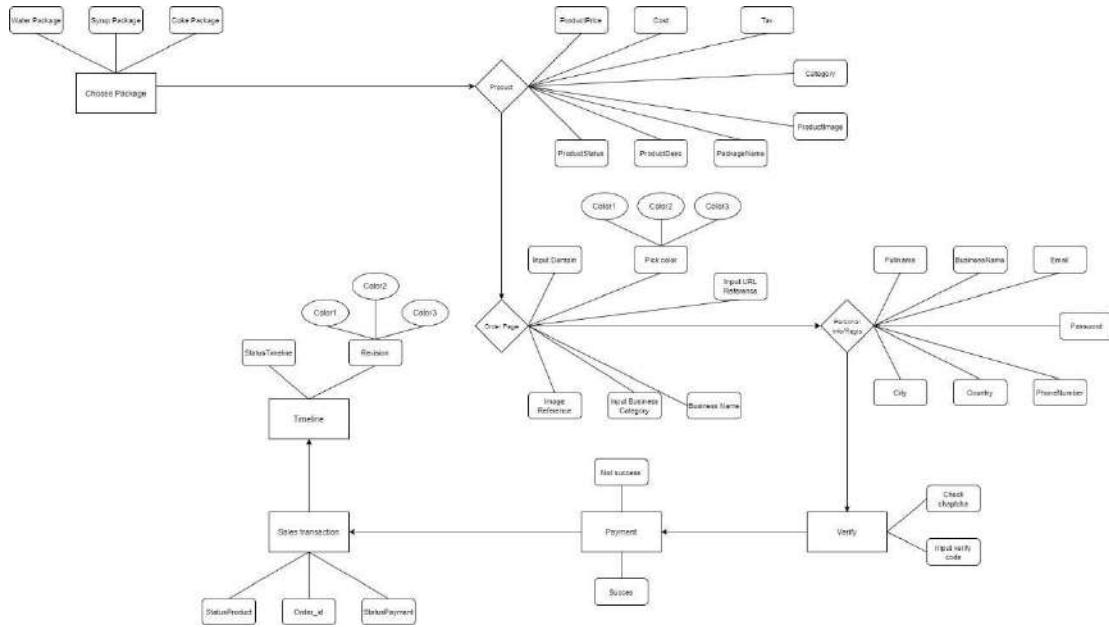 Water Package
Syrup Package
Coke Package
Choose Package
ProductPrice
Cost
Tax
Product
Category
ProductImage
ProductStatus
ProductDesc
PackageName
Color1
Color2
Color3
Input Domain
Pick color
Input URL
Reference
Order Page
Image
Reference
Input Business
Category
Business Name
Fullname
BusinessName
Email
Personal
Info/Regis
Password
City
Country
PhoneNumber
Color2
Color1
Color3
StatusTimeline
Revision
Timeline
Not success
Check
chaptcha
Sales transaction
Payment
Verify
Input verify
code
Succes
StatusProduct
Order_id
StatusPayment